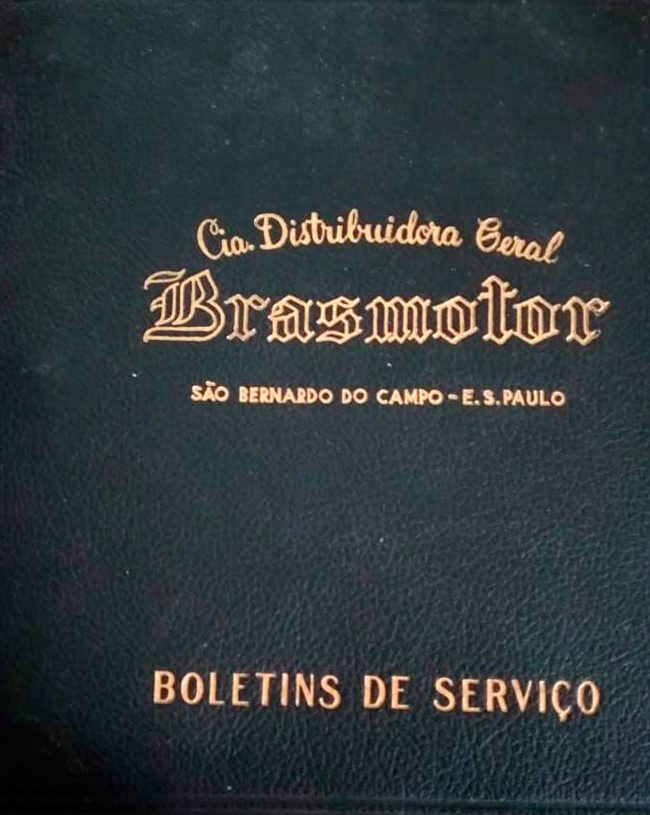 Cia. Distribuidora Geral
Brasmotor
SÃO BERNARDO DO CAMPO - E. S. PAULO
BOLETINS DE SERVIÇO